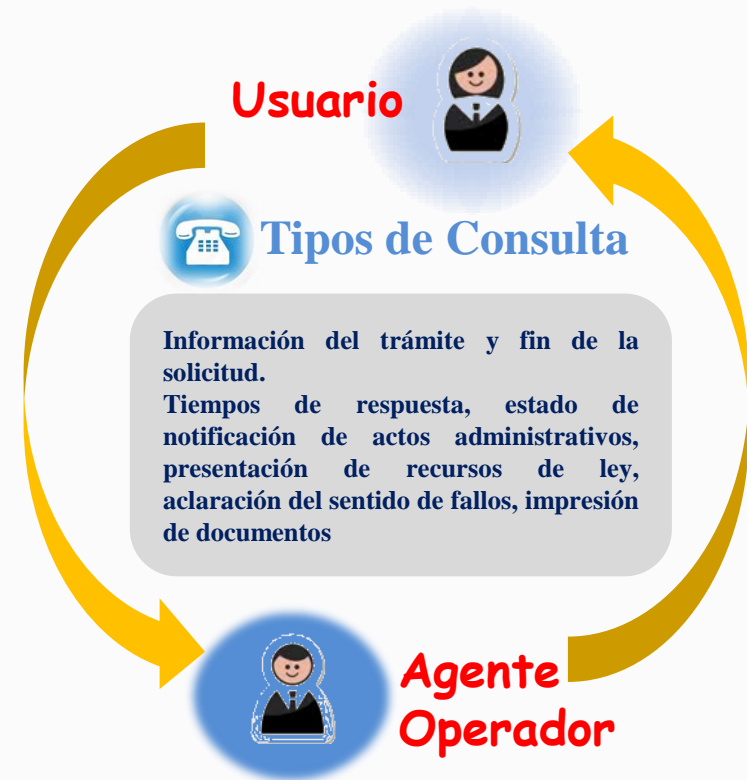 Usuario
Tipos de Consulta
Información del trámite y fin de la
solicitud.
Tiempos de respuesta, estado de
notificación de actos administrativos,
presentación de recursos de ley,
aclaración del sentido de fallos, impresión
de documentos
Agente
Operador